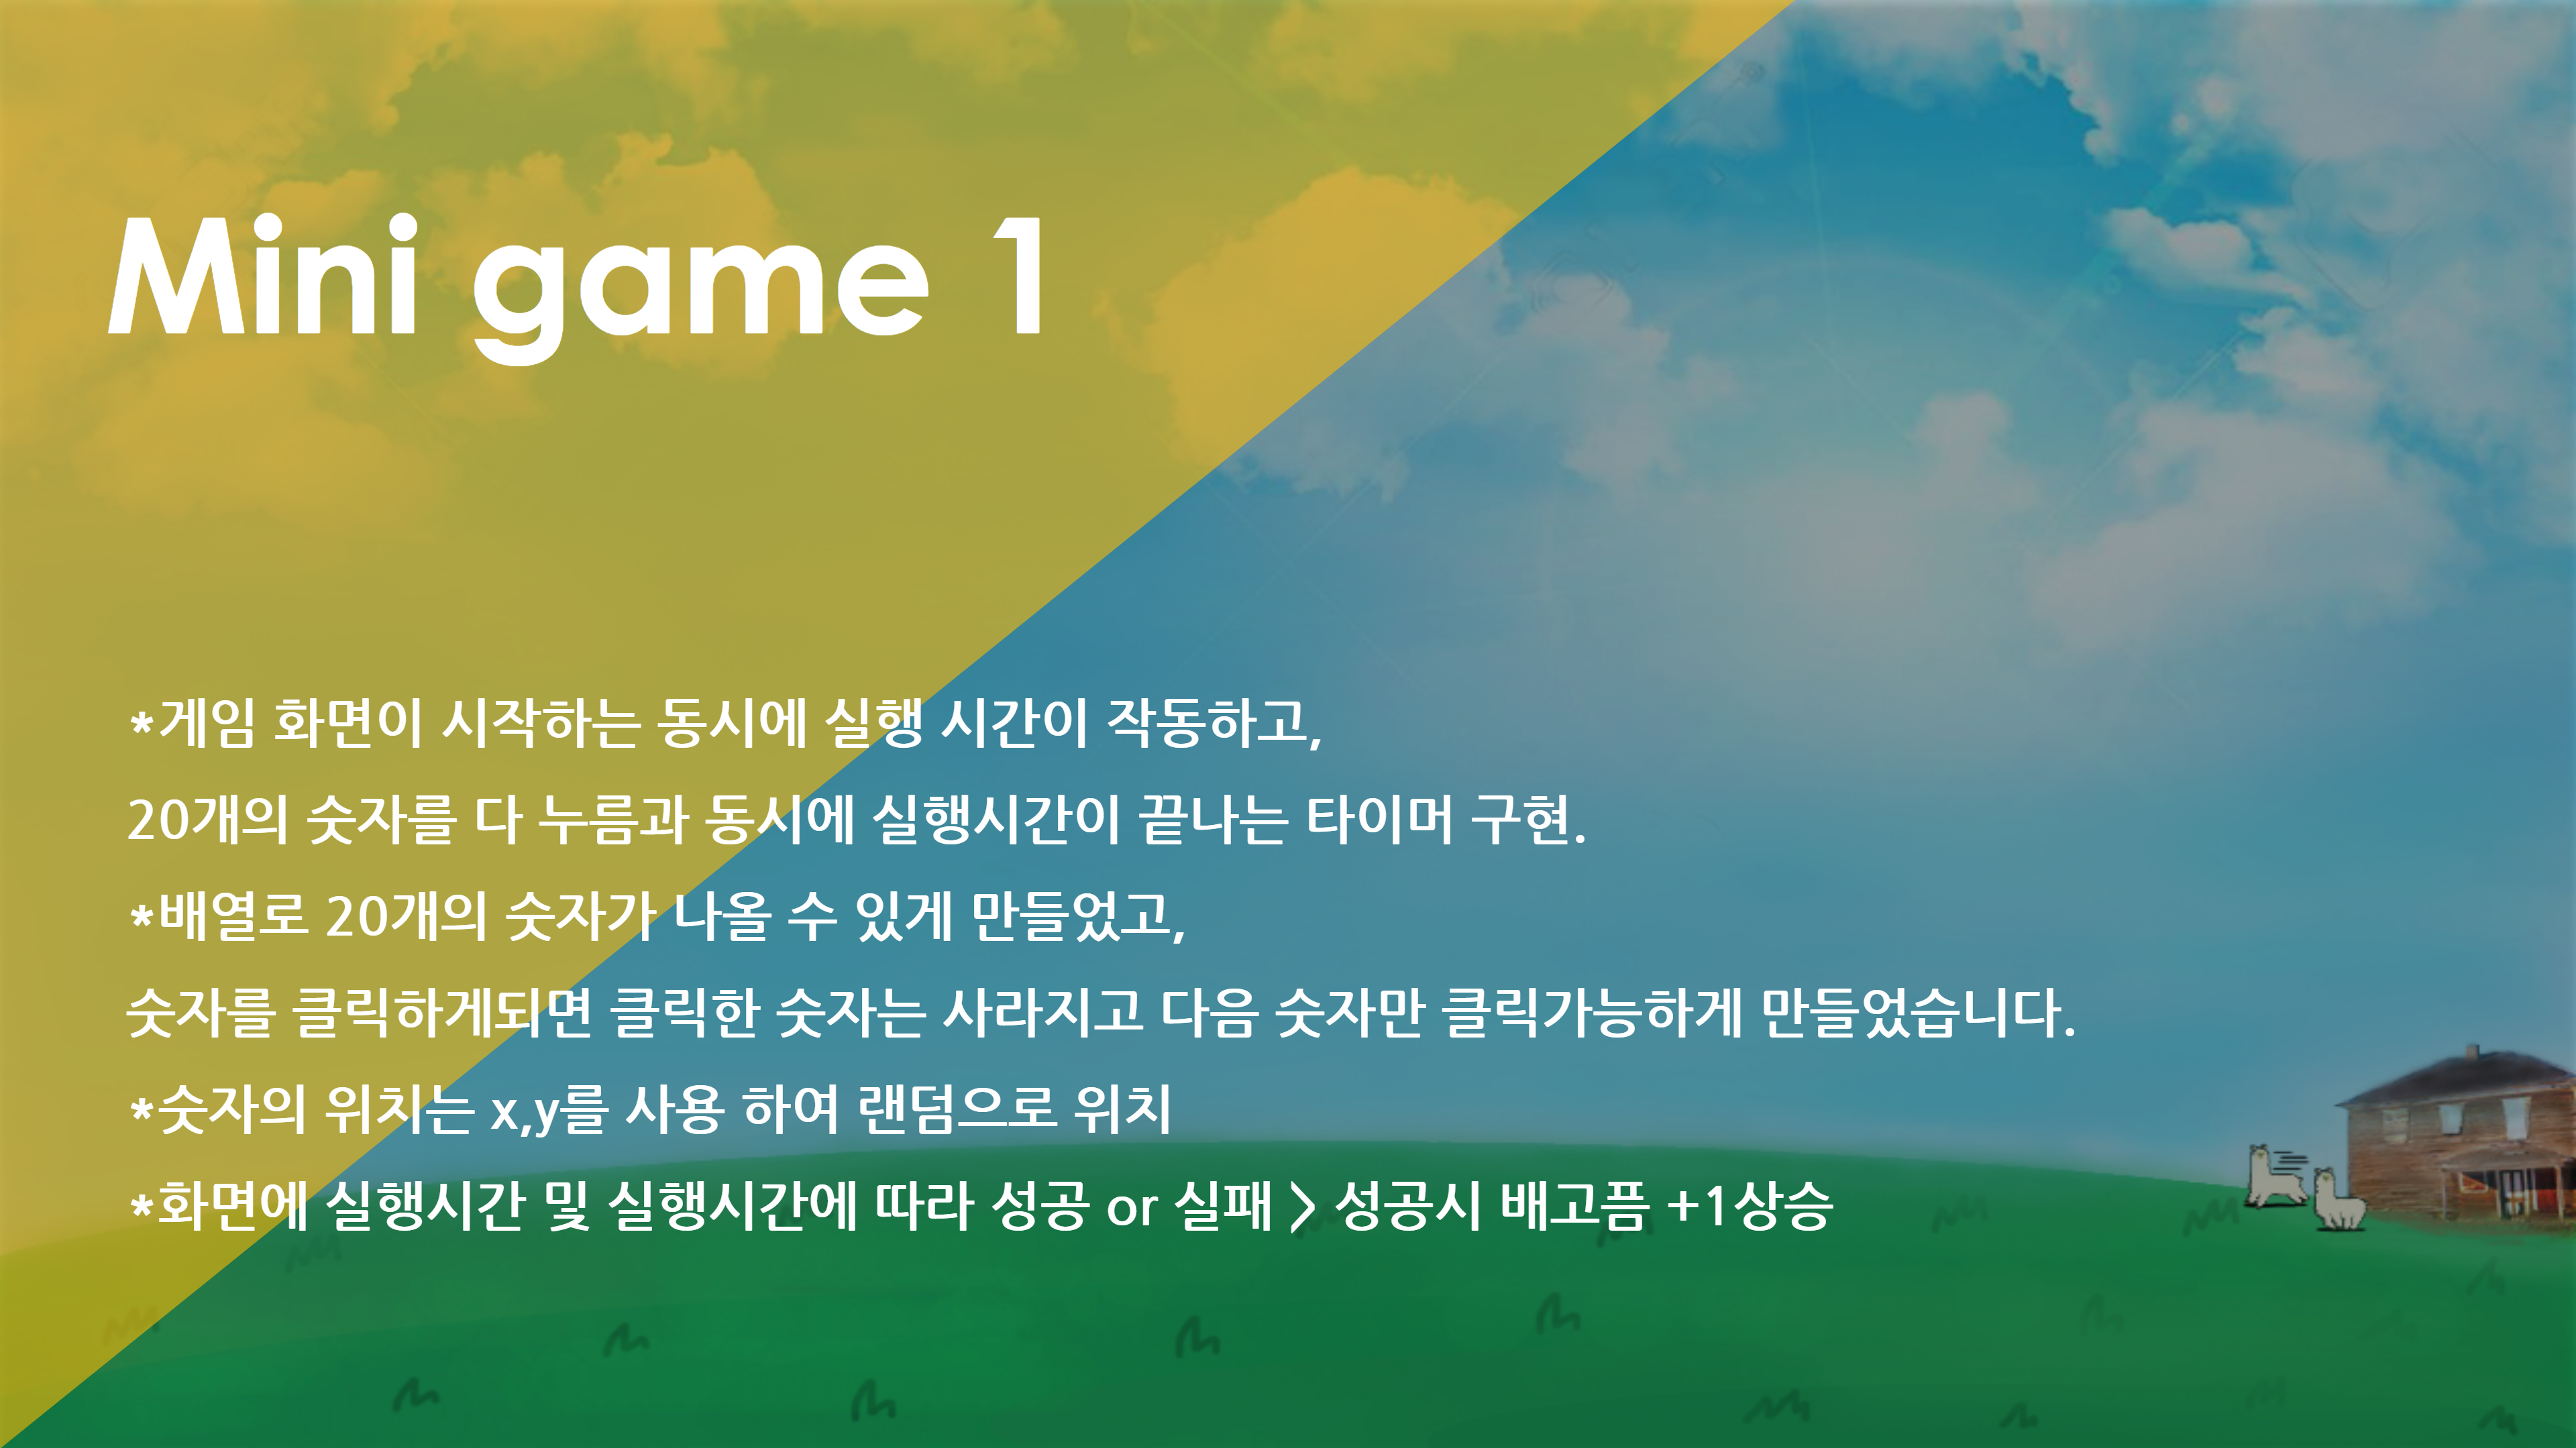 Mini game 1
*게임 화면이 시작하는 동시에 실행 시간이 작동하고,
20개의 숫자를 다 누름과 동시에 실행시간이 끝나는 타이머 구현.
*배열로 20개의 숫자가 나올 수 있게 만들었고,
숫자를 클릭하게되면 클릭한 숫자는 사라지고 다음 숫자만 클릭가능하게 만들었습니다.
*숫자의 위치는 x,y를 사용 하여 랜덤으로 위치
*화면에 실행시간 및 실행시간에 따라 성공 or 실패 > 성공시 배고픔 +1상승